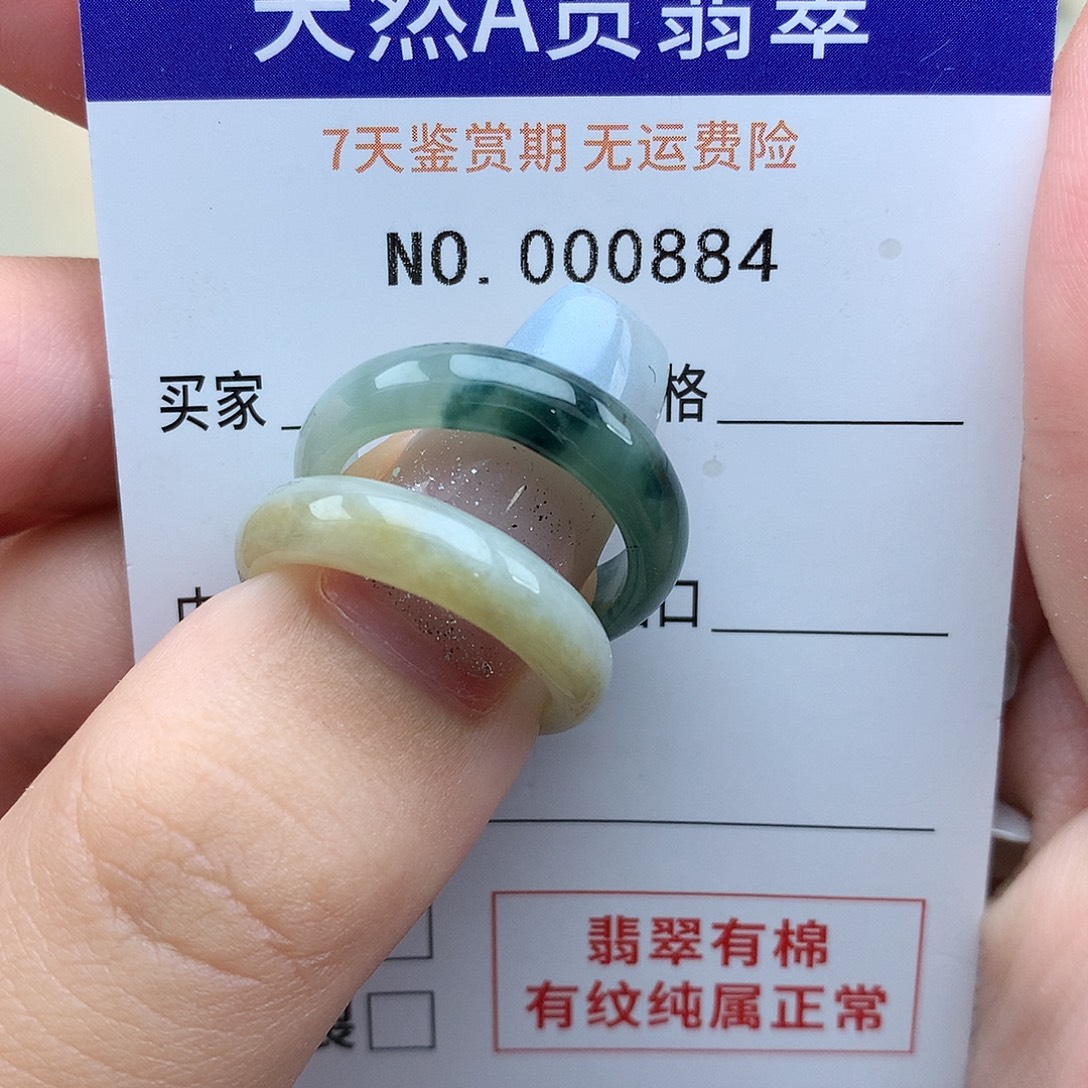 天然A货翡翠
7天鉴赏期 无运费险
NO. 000884
买家
格
口
翡翠有棉
有纹纯属正常